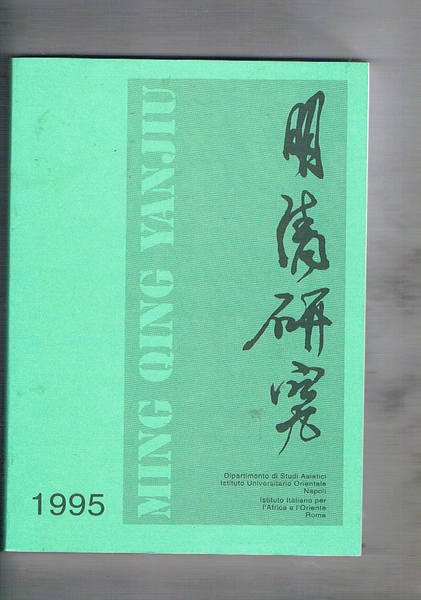 明清研究
MING QING YANJIU
Dipartimento di Studi Asiatici
Istituto Universitario Orientale
Napoli
Istituto Italiano per
l'Africa e l'Oriente
Roma
1995